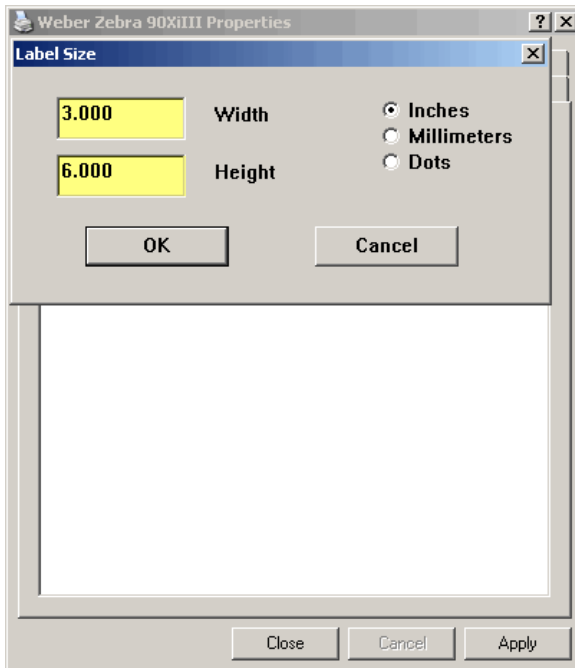 Weber Zebra 90XiIII Properties
Label Size
3.000 Width
Inches
Millimeters
6.000 Height
Dots
OK Cancel
Close Cancel Apply